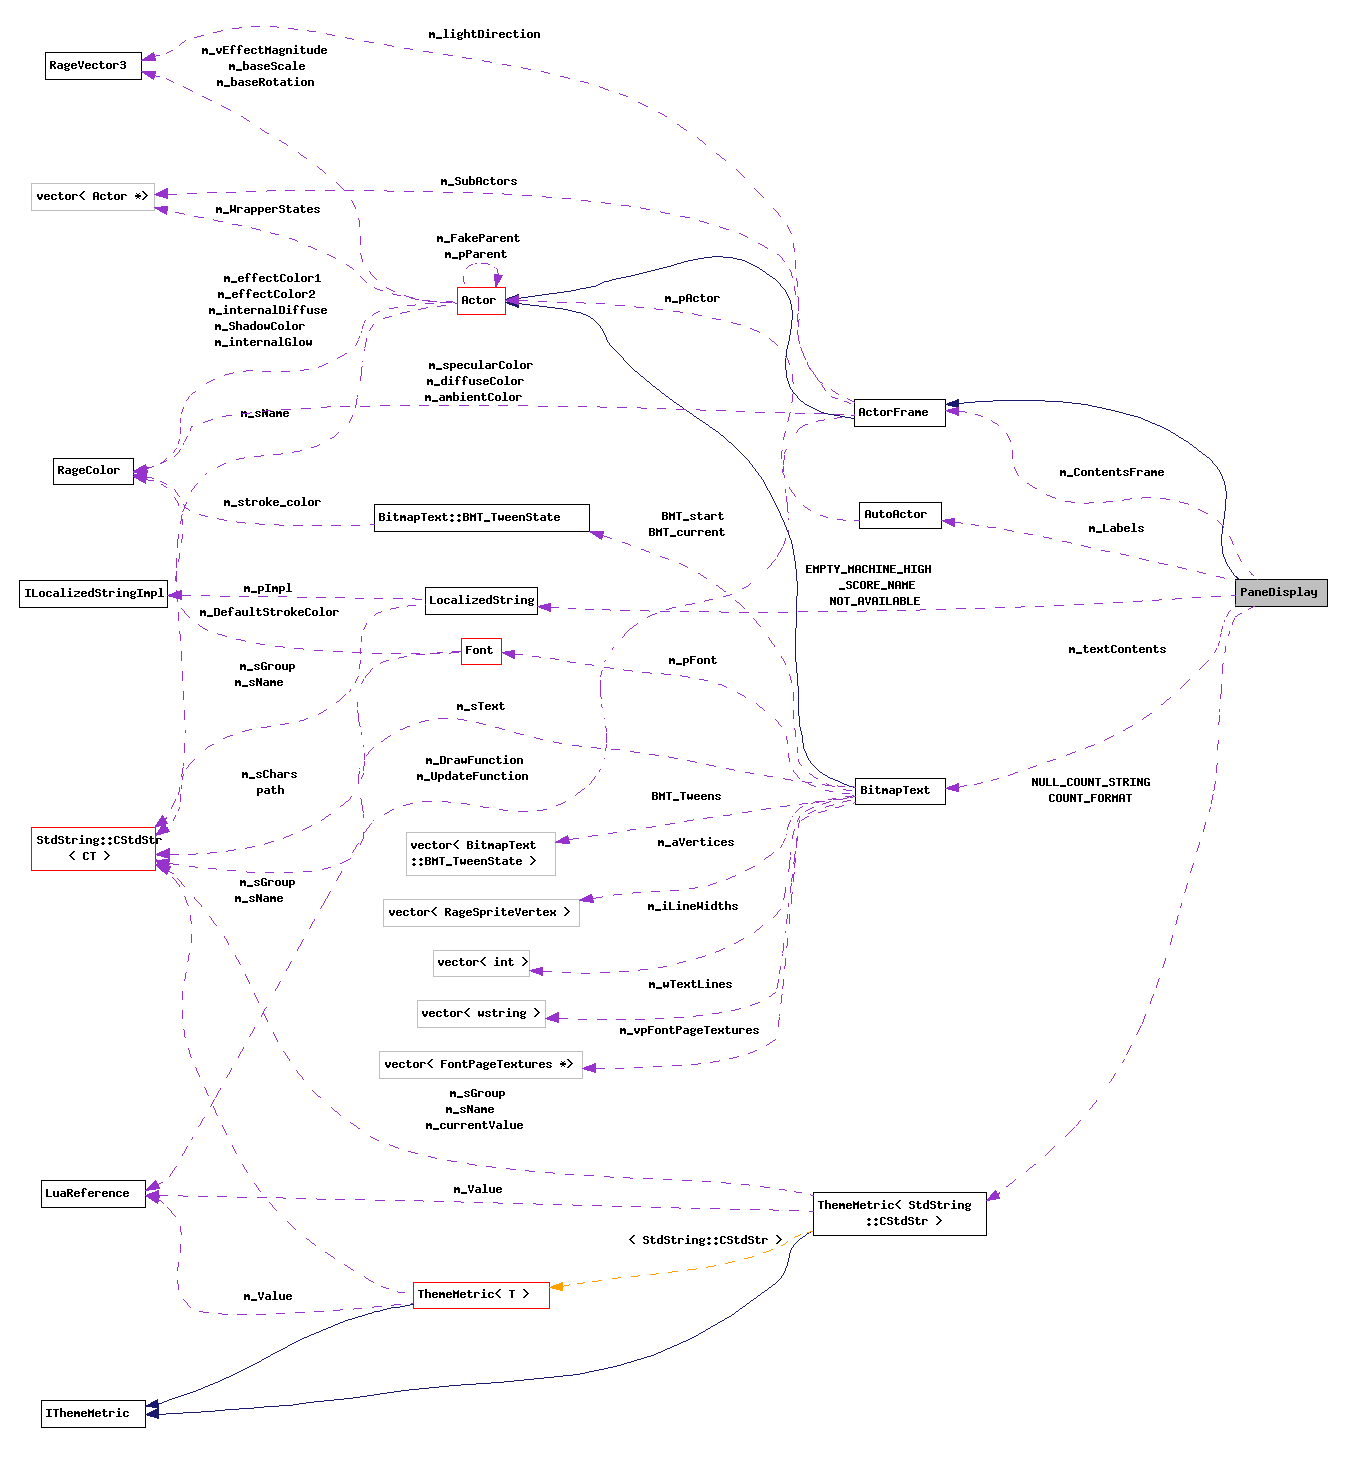 m_lightDirection
m_vEffectMagnitude
m_baseScale
m_baseRotation
RageVector3
m_SubActors
vector< Actor *>
m_WrapperStates
m_FakeParent
m_pParent
m_effectColor1
m_effectColor2
m_internalDiffuse
m_ShadowColor
m_internalGlow
Actor
m_pActor
m_specularColor
m_diffuseColor
m_ambientColor
m_sName
ActorFrame
RageColor
m_ContentsFrame
m_stroke_color
BitmapText::BMT_TweenState
BMT_start
BMT_current
AutoActor
m_Labels
EMPTY_MACHINE_HIGH
_SCORE_NAME
NOT_AVAILABLE
ILocalizedStringImpl
m_pImpl
LocalizedString
PaneDisplay
m_DefaultStrokeColor
Font
m_pFont
m_textContents
m_sGroup
m_sName
m_sText
m_DrawFunction
m_UpdateFunction
m_sChars
path
BitmapText
NULL_COUNT_STRING
COUNT_FORMAT
BMT_Tweens
StdString::CStdStr
< CT >
vector< BitmapText
::BMT_TweenState >
m_aVertices
m_sGroup
m_sName
vector< RageSpriteVertex >
m_iLineWidths
vector< int >
m_wTextLines
vector< wstring >
m_vpFontPageTextures
vector< FontPageTextures *>
m_sGroup
m_sName
m_currentValue
LuaReference
m_Value
ThemeMetric< StdString
::CStdStr >
< StdString::CStdStr >
m_Value
ThemeMetric< T >
IThemeMetric